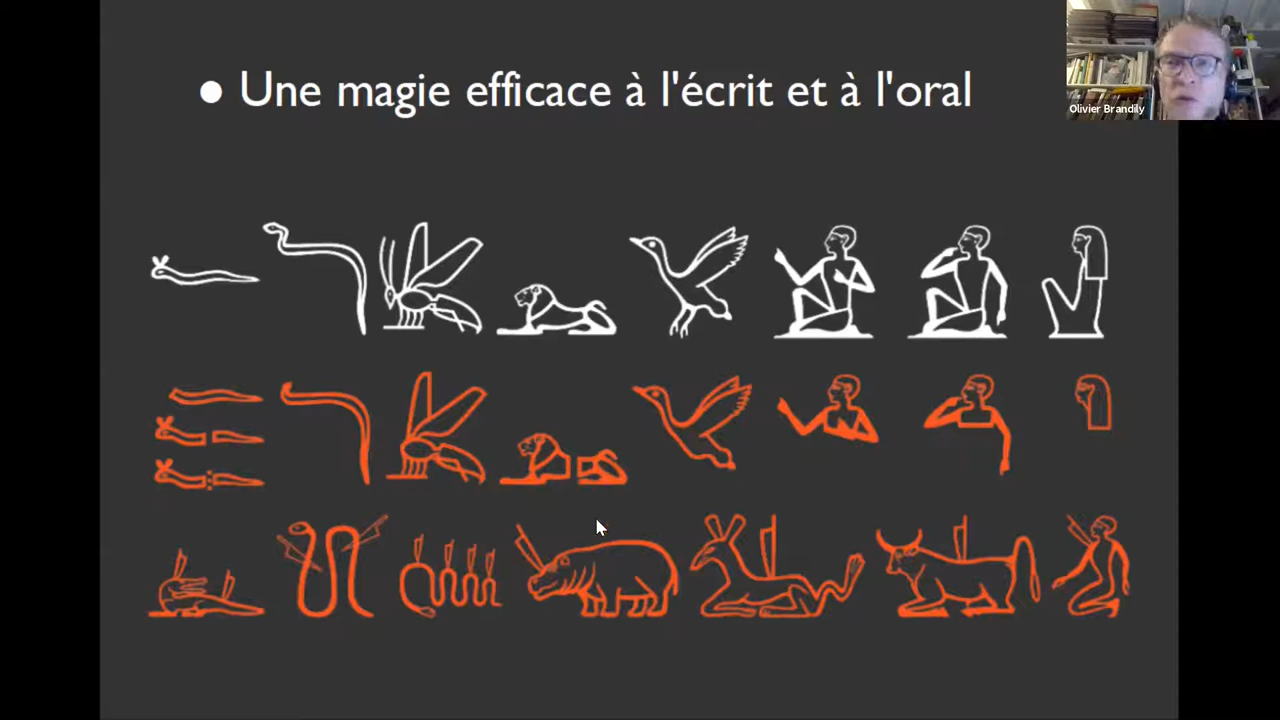 ● Une magie efficace à l'écrit et à l'oral
Olivier Brandily